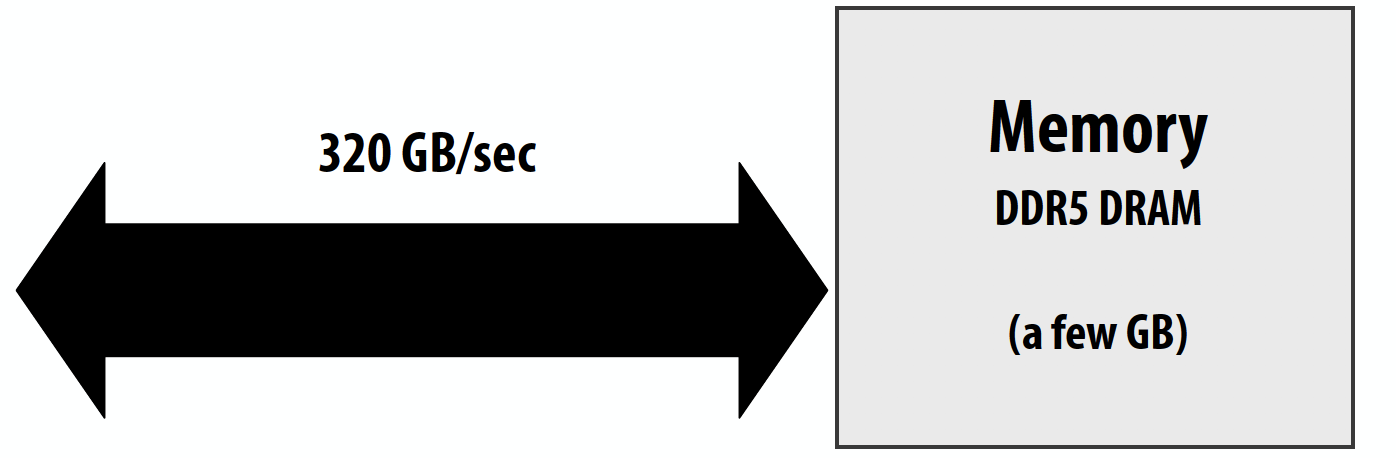 320 GB/sec
Memory
DDR5 DRAM
(a few GB)